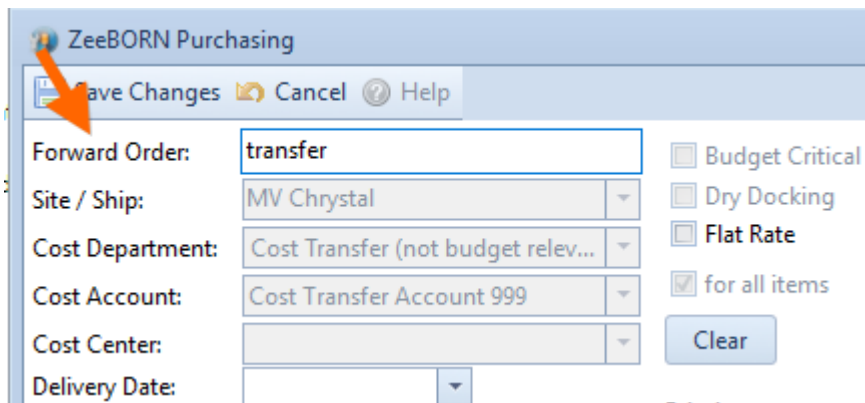 ZeeBORN Purchasing
Save Changes Cancel Help
Forward Order: transfer
Budget Critical
Site / Ship: MV Chrystal
Dry Docking
Cost Department: Cost Transfer (not budget relev...
Flat Rate
Cost Account: Cost Transfer Account 999
for all items
Cost Center:
Clear
Delivery Date: